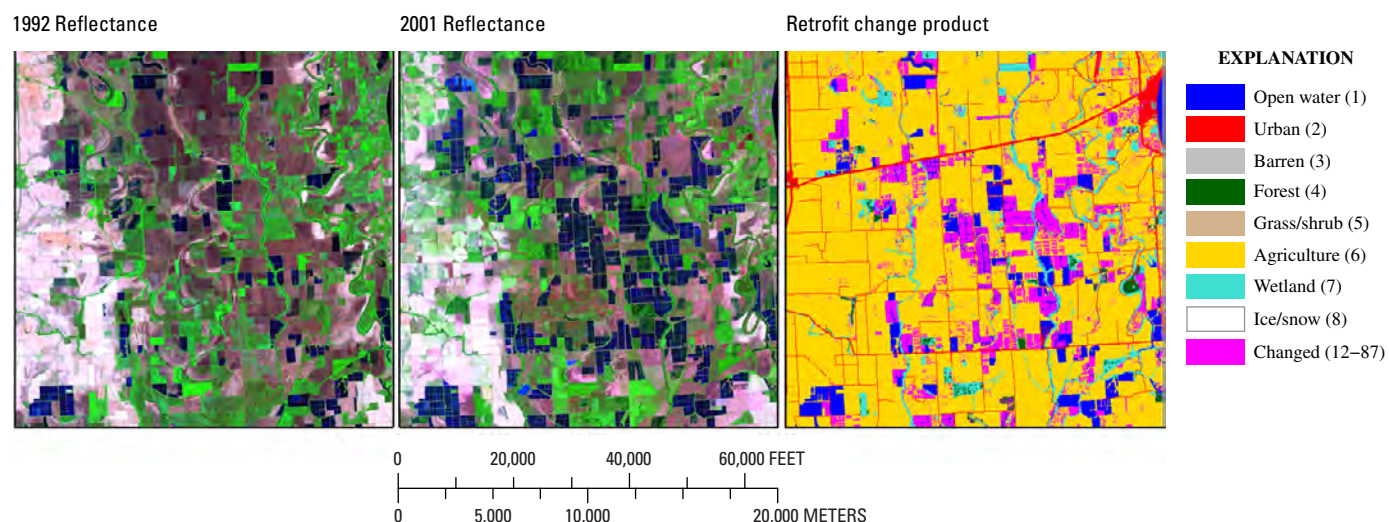 1992 Reflectance
2001 Reflectance
Retrofit change product
EXPLANATION
Open water (1)
Urban (2)
Barren (3)
Forest (4)
Grass/shrub (5)
Agriculture (6)
Wetland (7)
Ice/snow (8)
Changed (12–87)
0 20,000 40,000 60,000 FEET
0 5,000 10,000 20,000 METERS